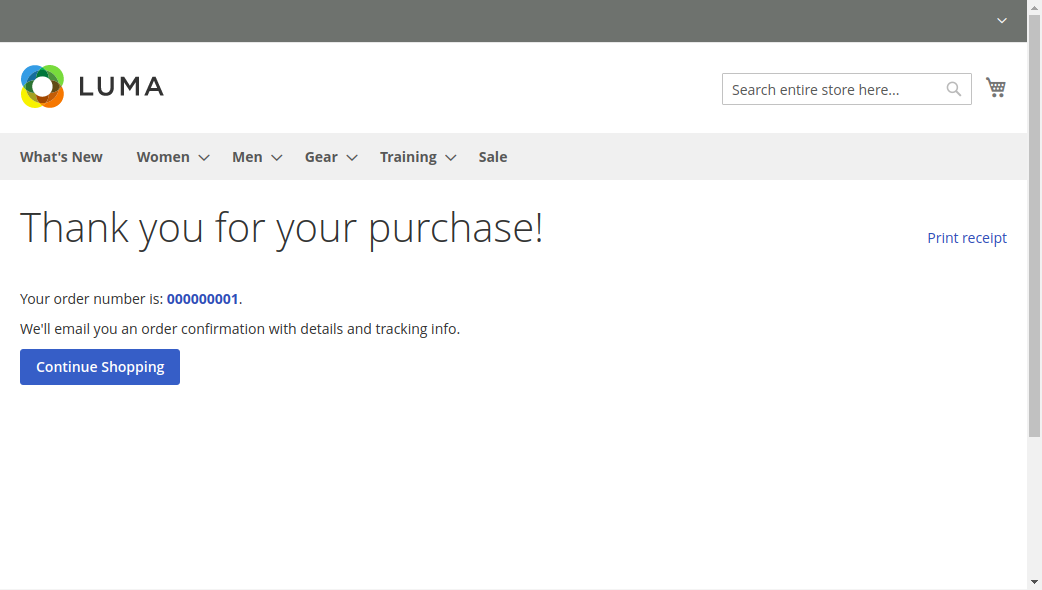 LUMA
Search entire store here...
What's New Women Men Gear Training Sale
Thank you for your purchase!
Print receipt
Your order number is: 000000001.
We'll email you an order confirmation with details and tracking info.
Continue Shopping